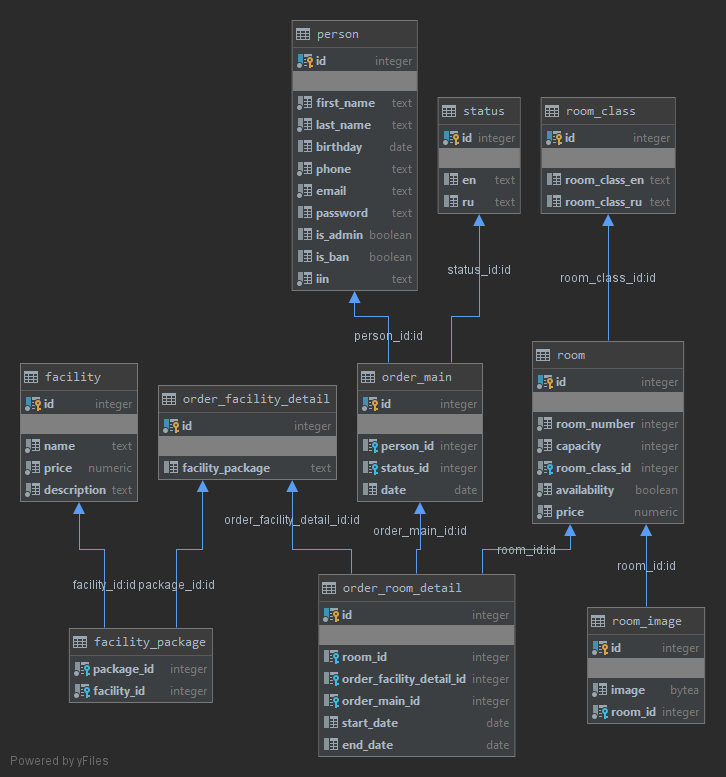 person
id integer
first_name text
last_name text
birthday date
phone text
email text
password text
is_admin boolean
is_ban boolean
iin text
status
id integer
en text
ru text
room_class
id integer
room_class_en text
room_class_ru text
status_id:id
room_class_id:id
person_id:id
facility
id integer
name text
price numeric
description text
order_facility_detail
id integer
facility_package text
order_main
id integer
person_id integer
status_id integer
date date
room
id integer
room_number integer
capacity integer
room_class_id integer
availability boolean
price numeric
order_facility_detail_id:id
order_main_id:id
room_id:id
room_id:id
facility_id:id
package_id:id
facility_package
package_id integer
facility_id integer
order_room_detail
id integer
room_id integer
order_facility_detail_id integer
order_main_id integer
start_date date
end_date date
room_image
id integer
image bytea
room_id integer
Powered by yFiles